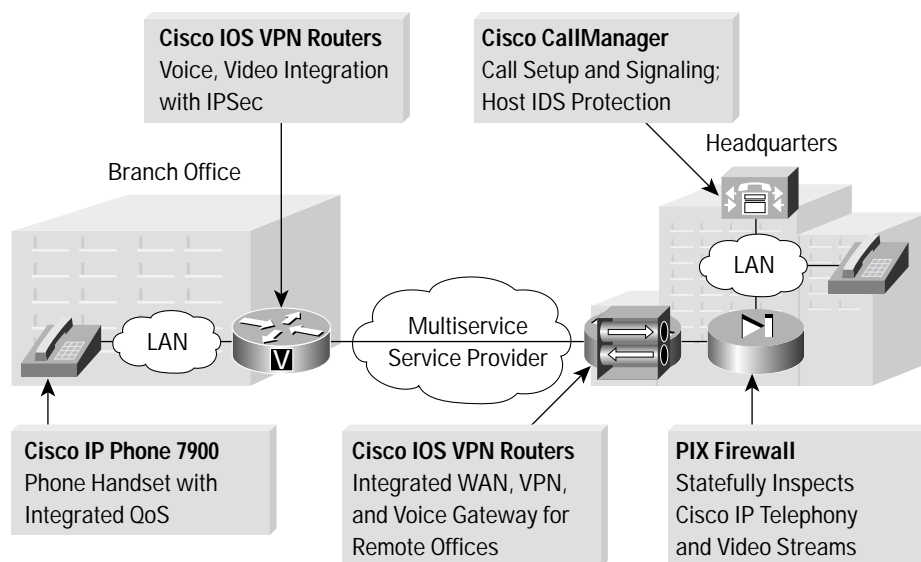 Cisco IOS VPN Routers
Voice, Video Integration
with IPSec
Cisco CallManager
Call Setup and Signaling;
Host IDS Protection
Headquarters
Branch Office
LAN
LAN
Multiservice
Service Provider
V
Cisco IP Phone 7900
Phone Handset with
Integrated QoS
Cisco IOS VPN Routers
Integrated WAN, VPN,
and Voice Gateway for
Remote Offices
PIX Firewall
Statefully Inspects
Cisco IP Telephony
and Video Streams